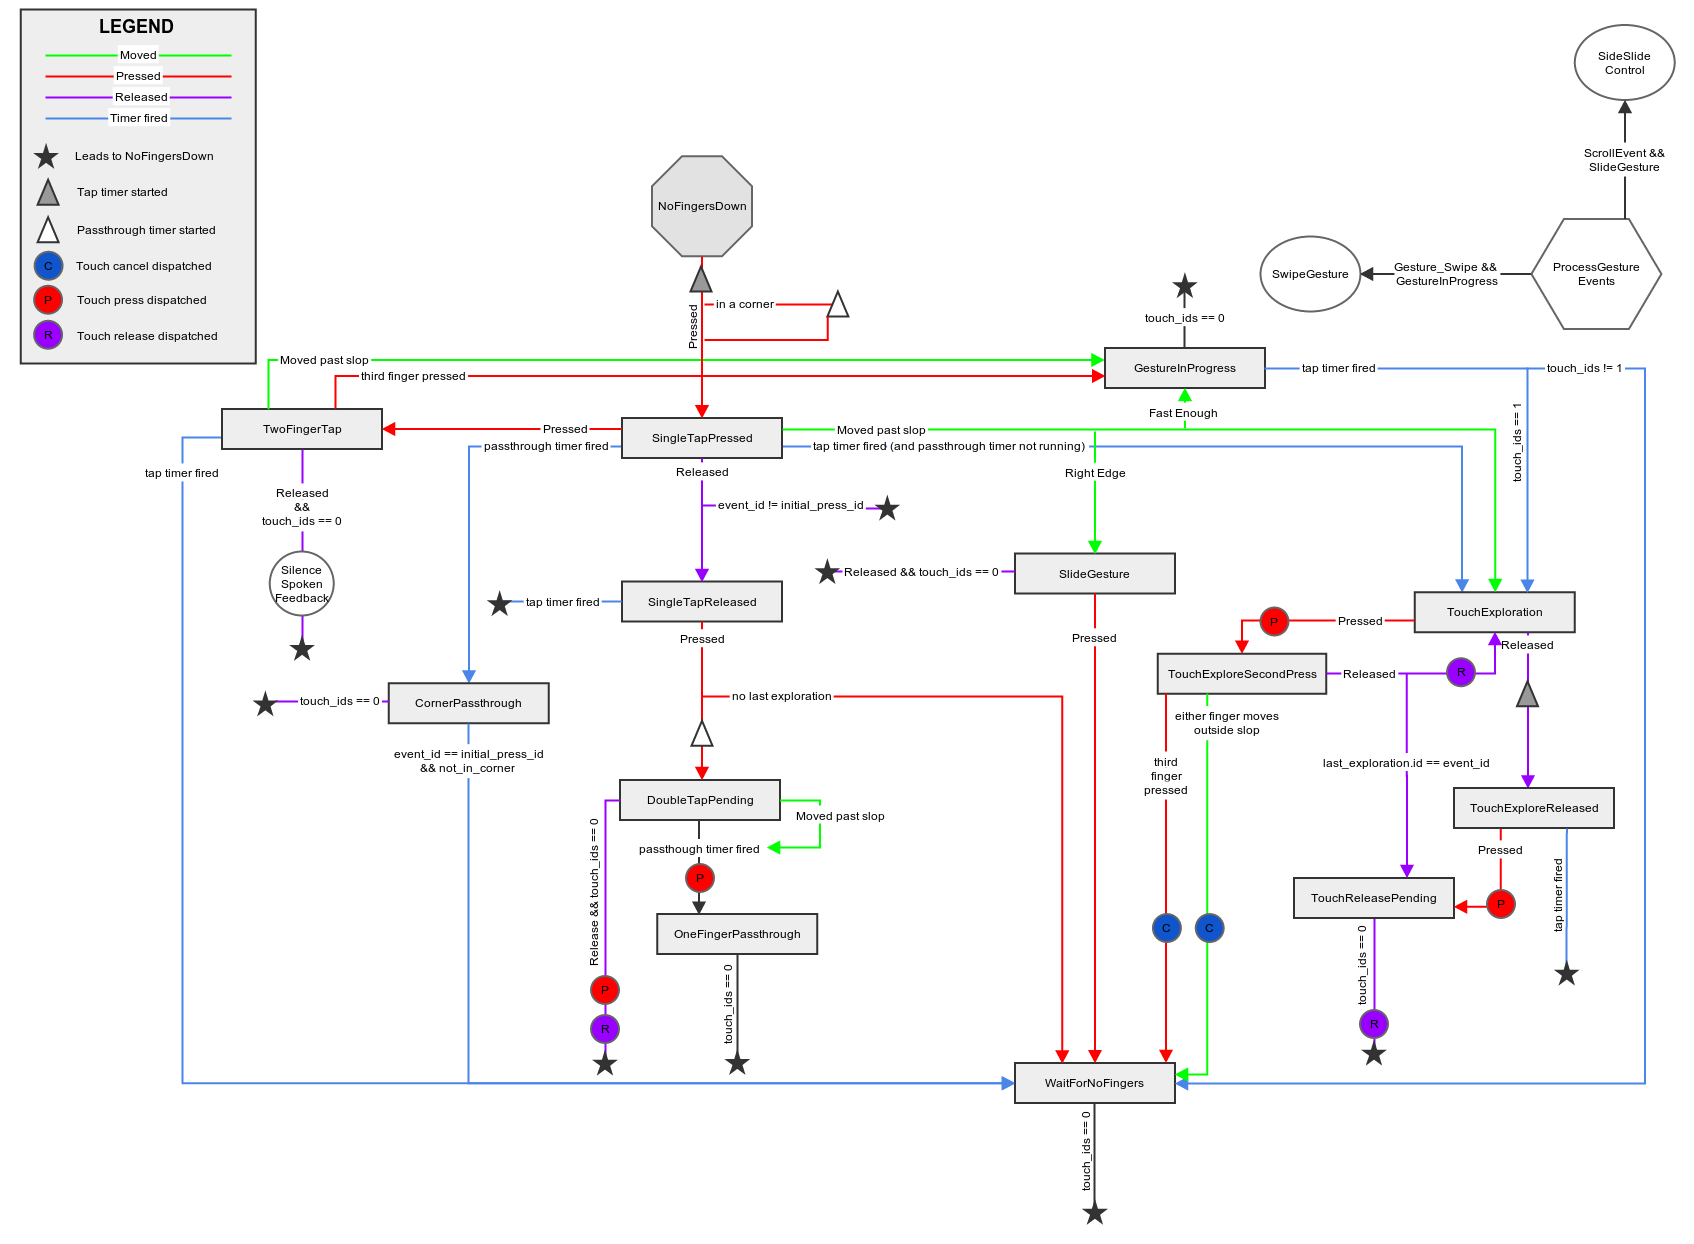 LEGEND
Moved
Pressed
Released
Timer fired
Leads to NoFingersDown
Tap timer started
Passthrough timer started
C
Touch cancel dispatched
P
Touch press dispatched
R
Touch release dispatched
SideSlide
Control
ScrollEvent &&
SlideGesture
ProcessGesture
Events
Gesture_Swipe &&
GestureInProgress
SwipeGesture
NoFingersDown
Pressed
in a corner
touch_ids == 0
GestureInProgress
tap timer fired
touch_ids != 1
touch_ids == 1
Moved past slop
third finger pressed
TwoFingerTap
Pressed
SingleTapPressed
Moved past slop
Fast Enough
passthrough timer fired
tap timer fired (and passthrough timer not running)
tap timer fired
Released
&&
touch_ids == 0
Silence
Spoken
Feedback
Released
event_id != initial_press_id
Right Edge
Released && touch_ids == 0
SlideGesture
tap timer fired
SingleTapReleased
Pressed
Pressed
no last exploration
TouchExploration
Pressed
P
Released
TouchExploreSecondPress
Released
R
either finger moves
outside slop
third
finger
pressed
last_exploration.id == event_id
touch_ids == 0
CornerPassthrough
event_id == initial_press_id
&& not_in_corner
DoubleTapPending
Moved past slop
passthough timer fired
P
Release && touch_ids == 0
P
R
OneFingerPassthrough
touch_ids == 0
C
C
TouchExploreReleased
Pressed
P
tap timer fired
TouchReleasePending
touch_ids == 0
R
WaitForNoFingers
touch_ids == 0